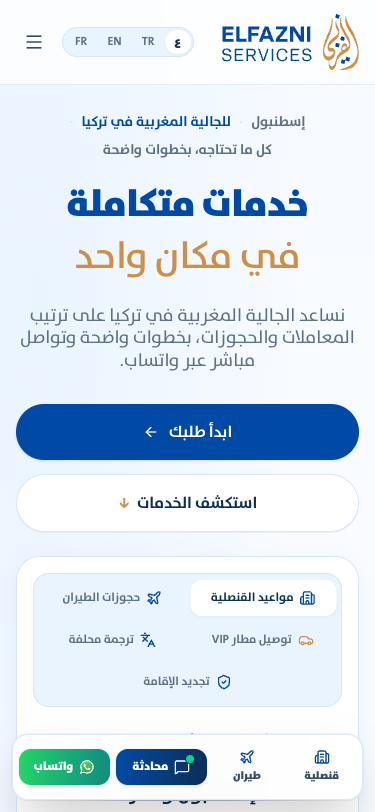 ELFAZNI
SERVICES
الفزني
ع TR EN FR
إسطنبول · للجالية المغربية في تركيا ·
كل ما تحتاجه، بخطوات واضحة
خدمات متكاملة
في مكان واحد
نساعد الجالية المغربية في تركيا على ترتيب
المعاملات والحجوزات، بخطوات واضحة وتواصل
مباشر عبر واتساب.
ابدأ طلبك ←
استكشف الخدمات ↓
مواعيد القنصلية
حجوزات الطيران
توصيل مطار VIP
ترجمة محلفة
تجديد الإقامة
قنصلية
طيران
محادثة
واتساب